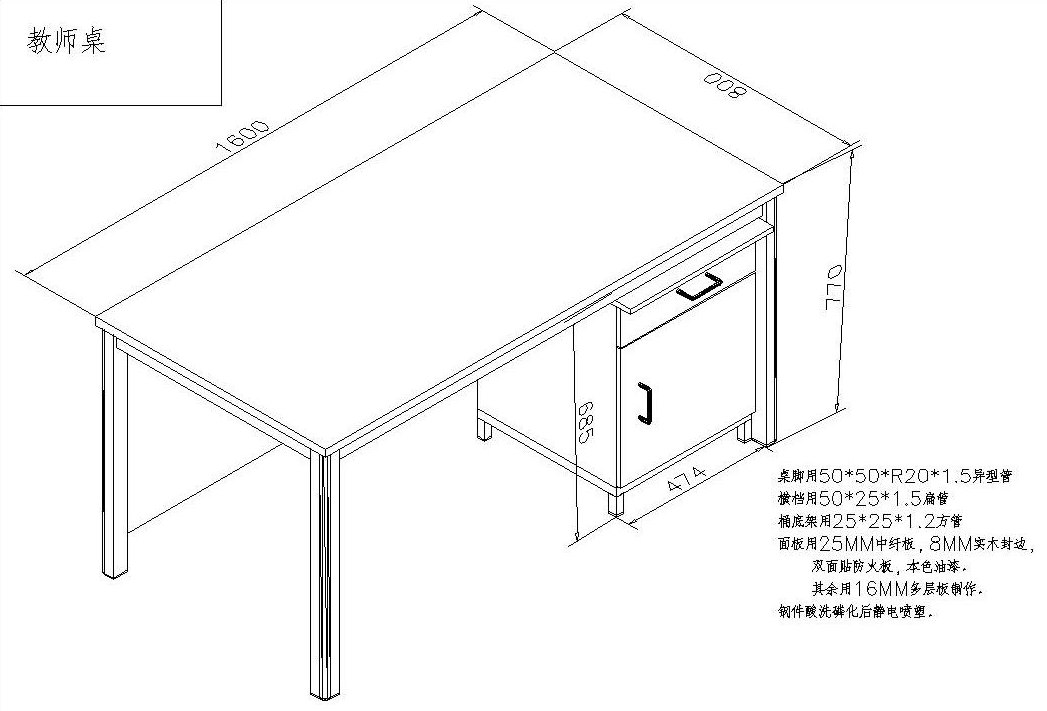 教师桌
1600
800
770
685
474
桌脚用50*50*R20*1.5异型管
横档用50*25*1.5扁管
桶底架用25*25*1.2方管
面板用25MM中纤板，8MM实木封边，
双面贴防火板，本色油漆。
其余用16MM多层板制作。
钢件酸洗磷化后静电喷塑。